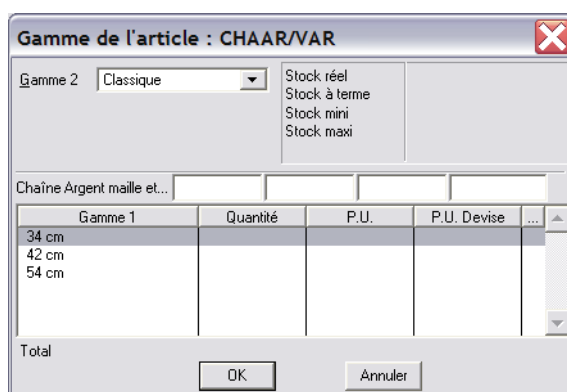 Gamme de l'article : CHAAR/VAR
Gamme 2 Classique
Stock réel
Stock à terme
Stock mini
Stock maxi
Chaîne Argent maille et...
Gamme 1 Quantité P.U. P.U. Devise ...
34 cm
42 cm
54 cm
Total
OK Annuler